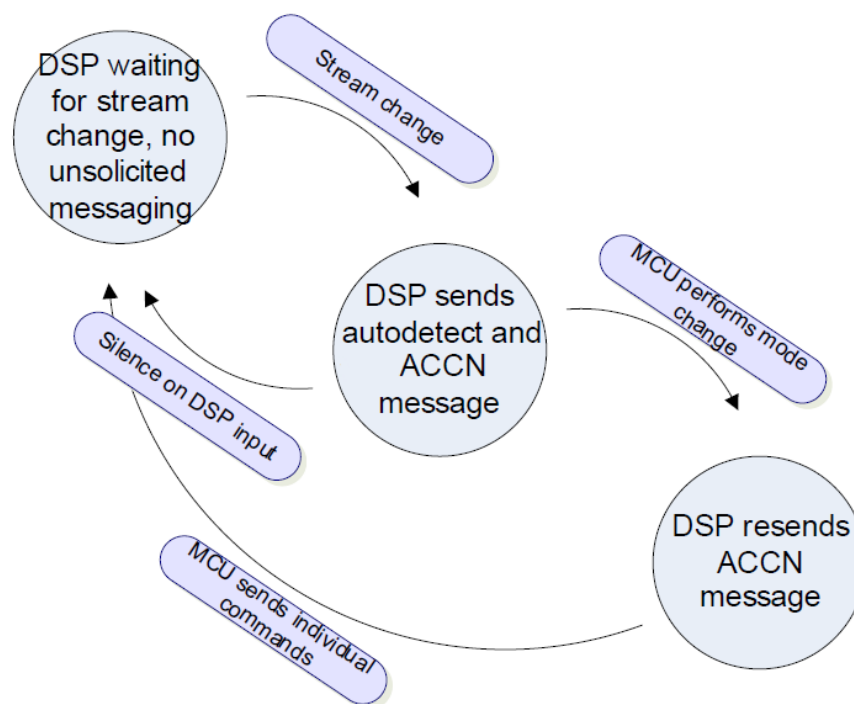 DSP waiting
for stream
change, no
unsolicited
messaging
Stream change
DSP sends
autodetect and
ACCN
message
MCU performs mode
change
Silence on DSP input
DSP resends
ACCN
message
MCU sends individual
commands